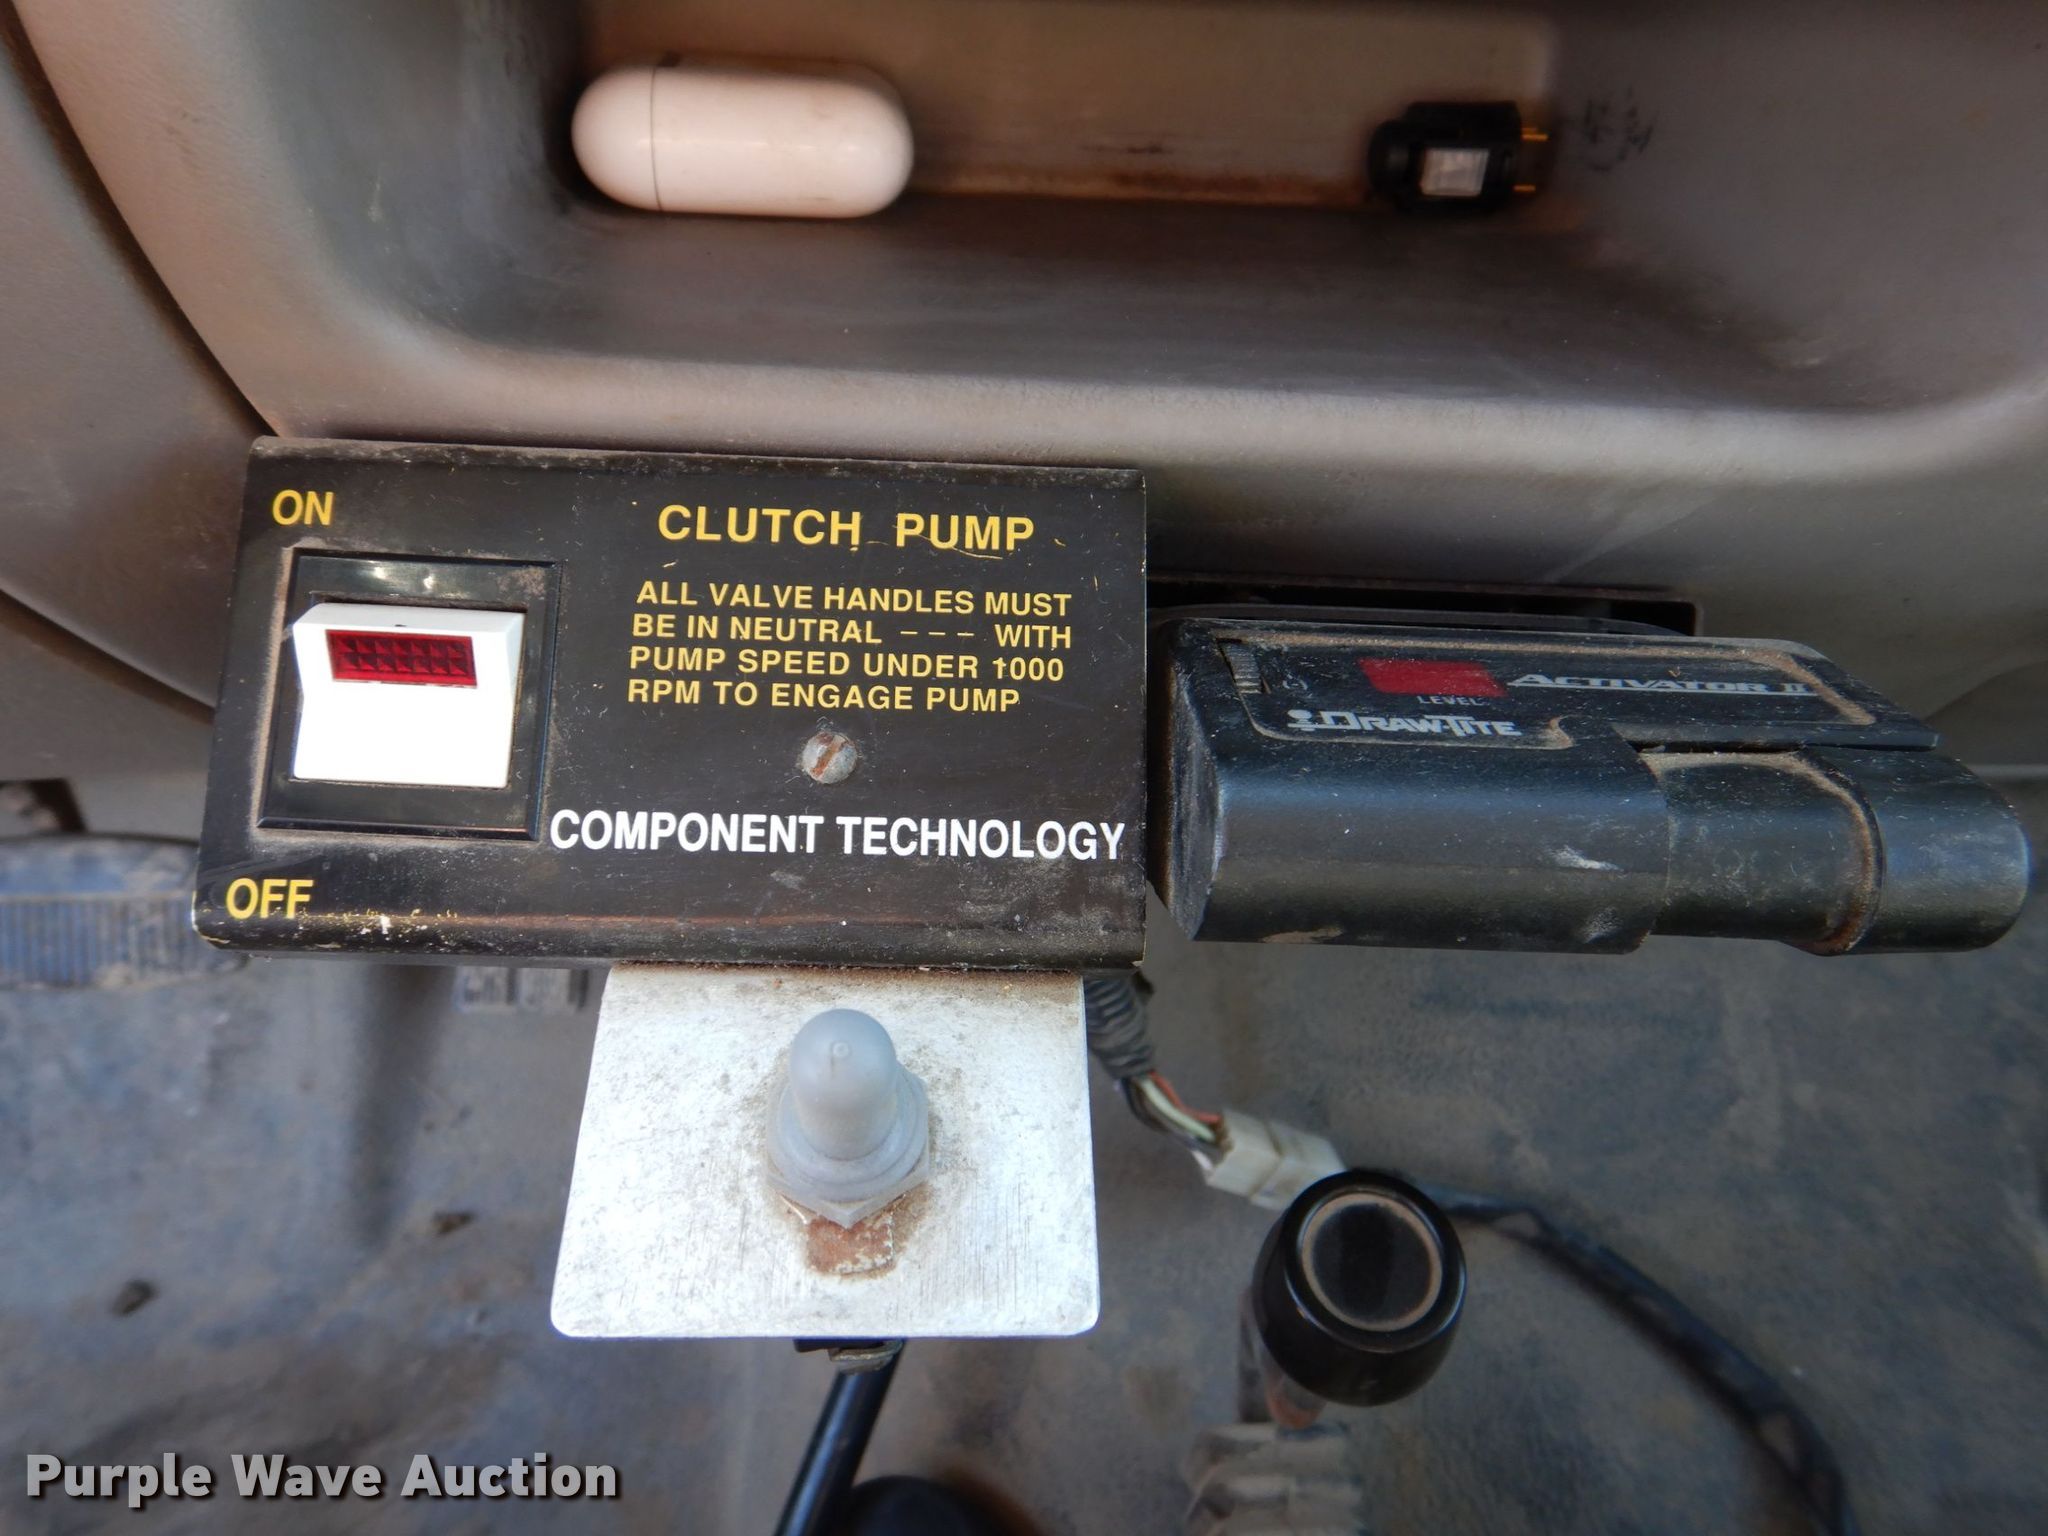 ON
CLUTCH PUMP
ALL VALVE HANDLES MUST
BE IN NEUTRAL --- WITH
PUMP SPEED UNDER 1000
RPM TO ENGAGE PUMP
COMPONENT TECHNOLOGY
OFF
LEVEL
ACTIVATOR II
DRAW-TITE
Purple Wave Auction